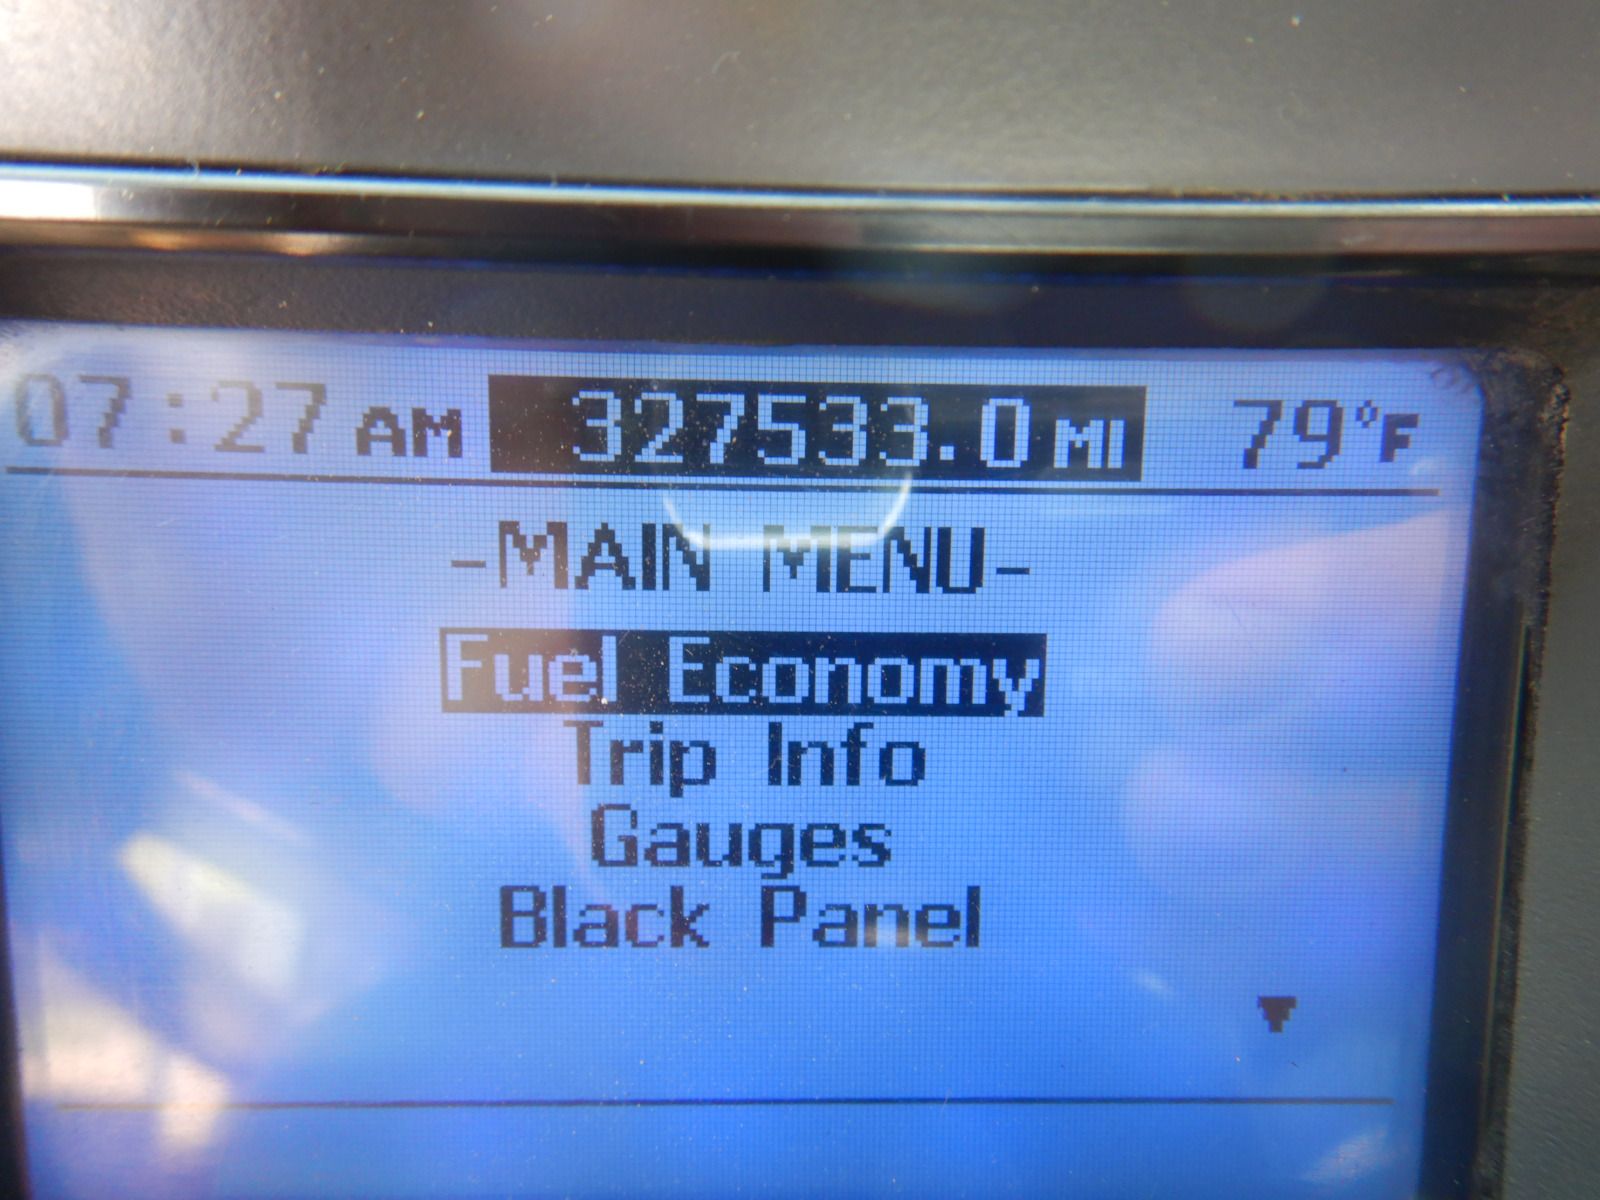 07:27 AM 327533.0 MI 79°F
-MAIN MENU-
Fuel Economy
Trip Info
Gauges
Black Panel